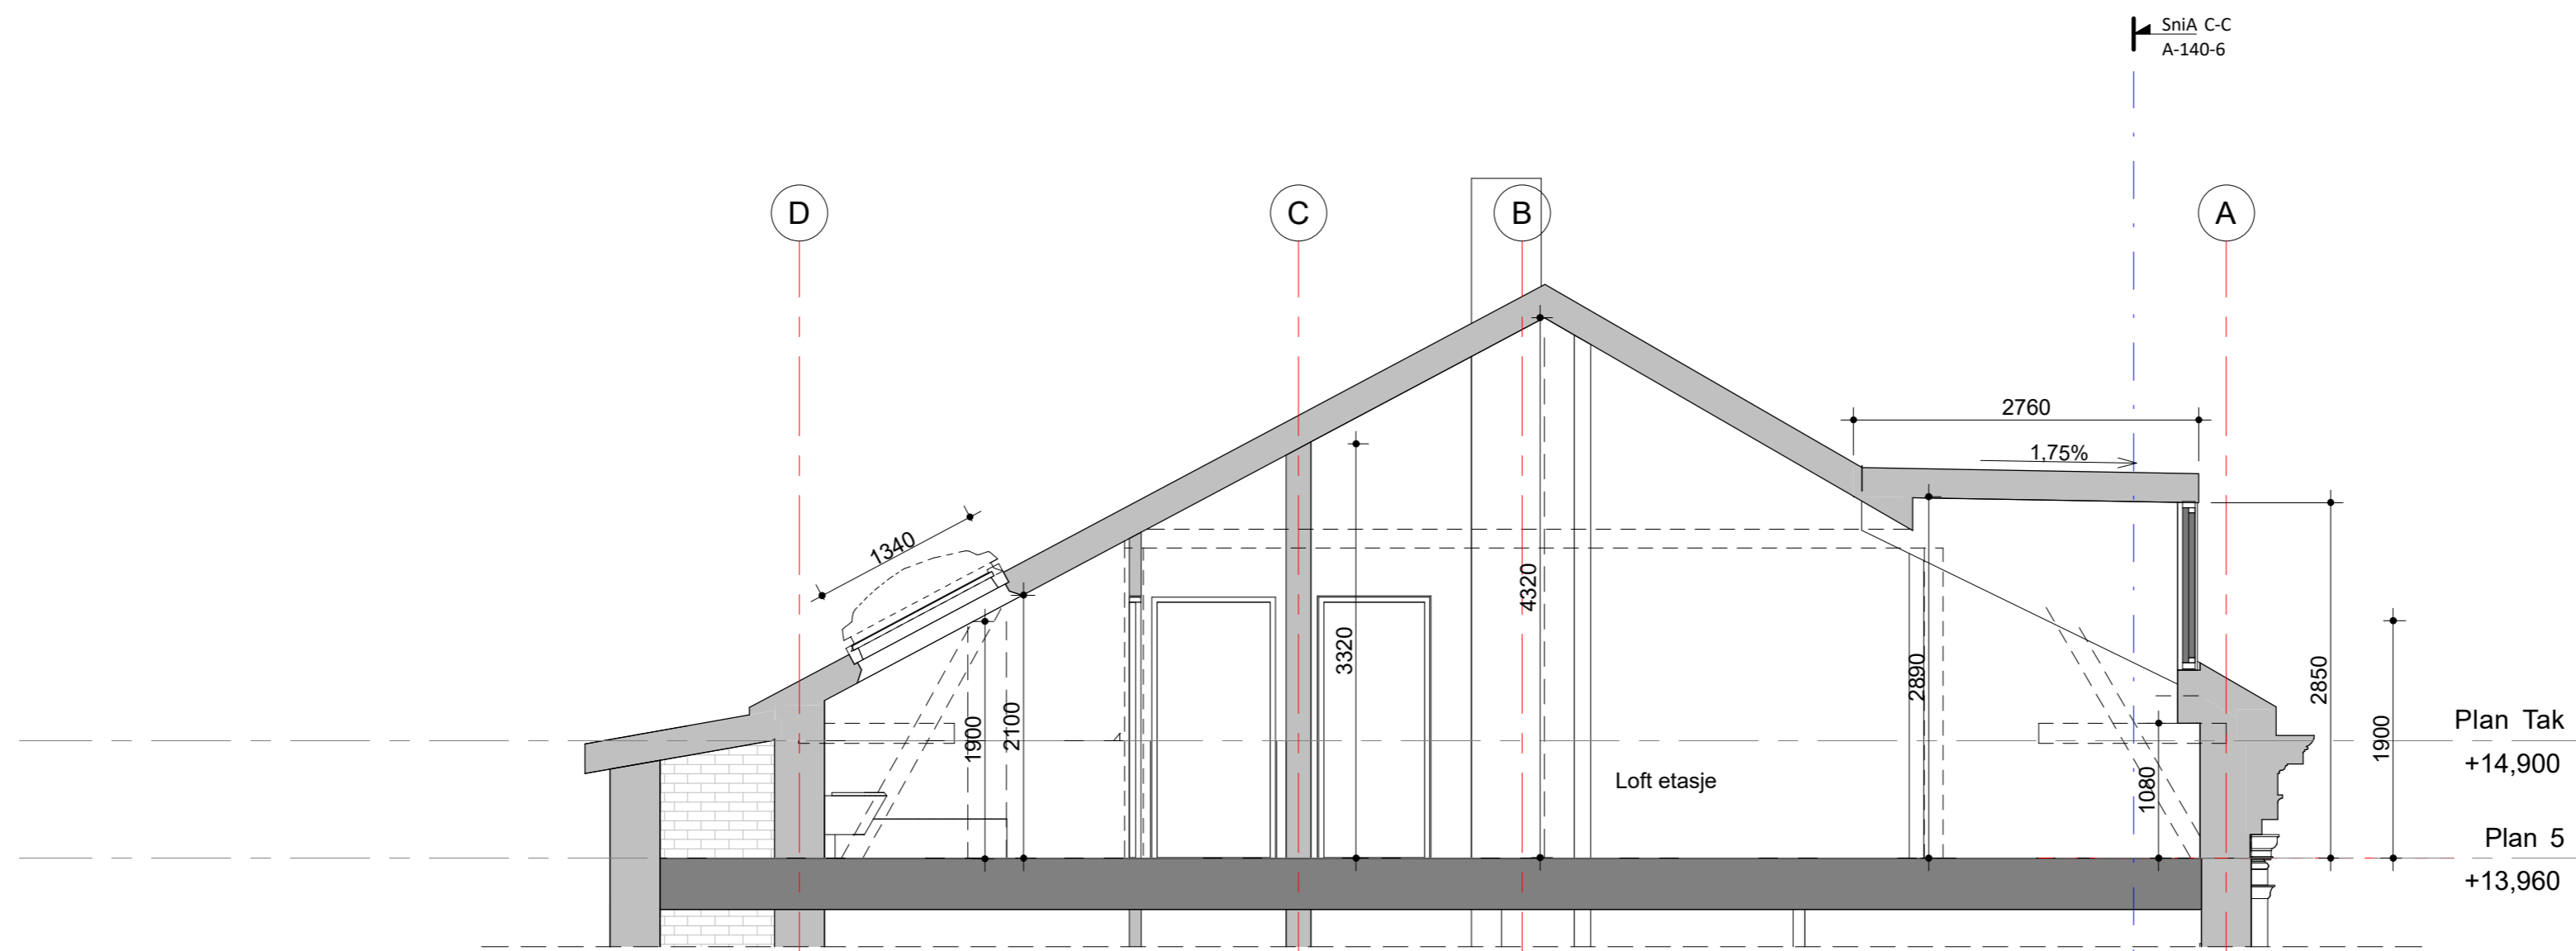 SniA C-C
A-140-6
D
C
B
A
2760
1,75%
1340
4320
3320
2890
2850
1900
2100
1900
1080
Plan Tak
+14,900
Loft etasje
Plan 5
+13,960